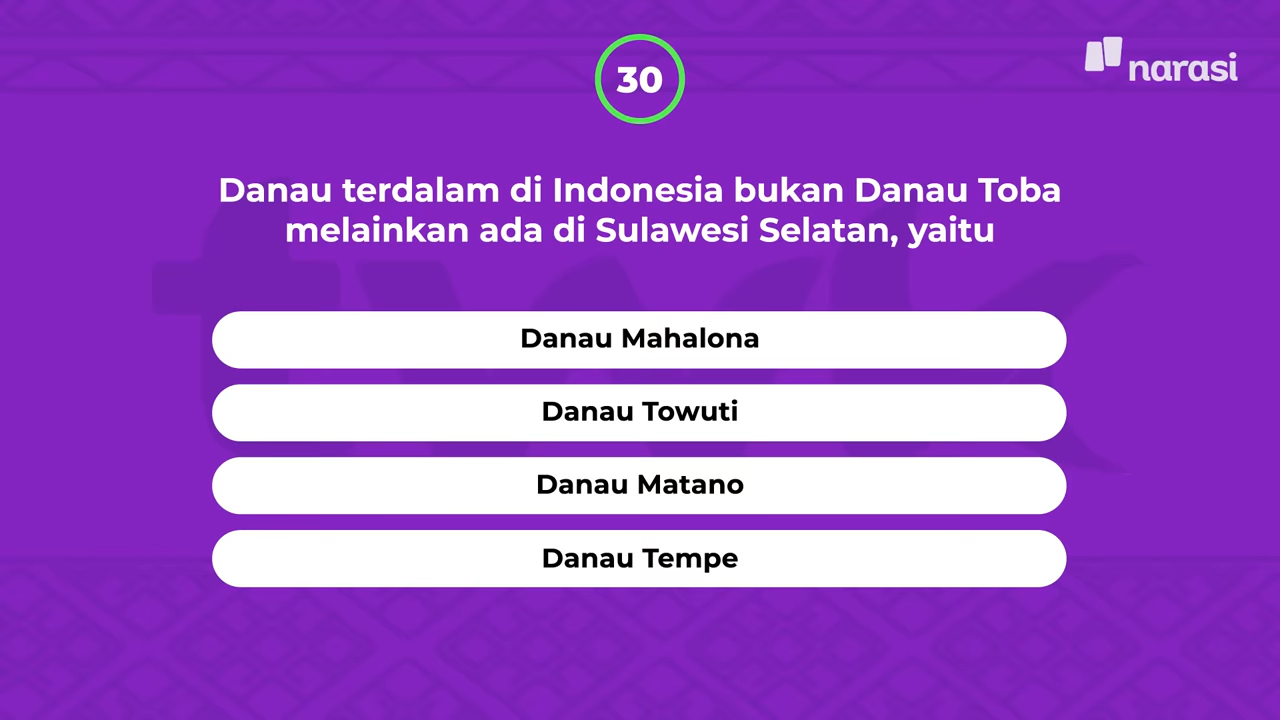 30
narasi
Danau terdalam di Indonesia bukan Danau Toba
melainkan ada di Sulawesi Selatan, yaitu
Danau Mahalona
Danau Towuti
Danau Matano
Danau Tempe
twk